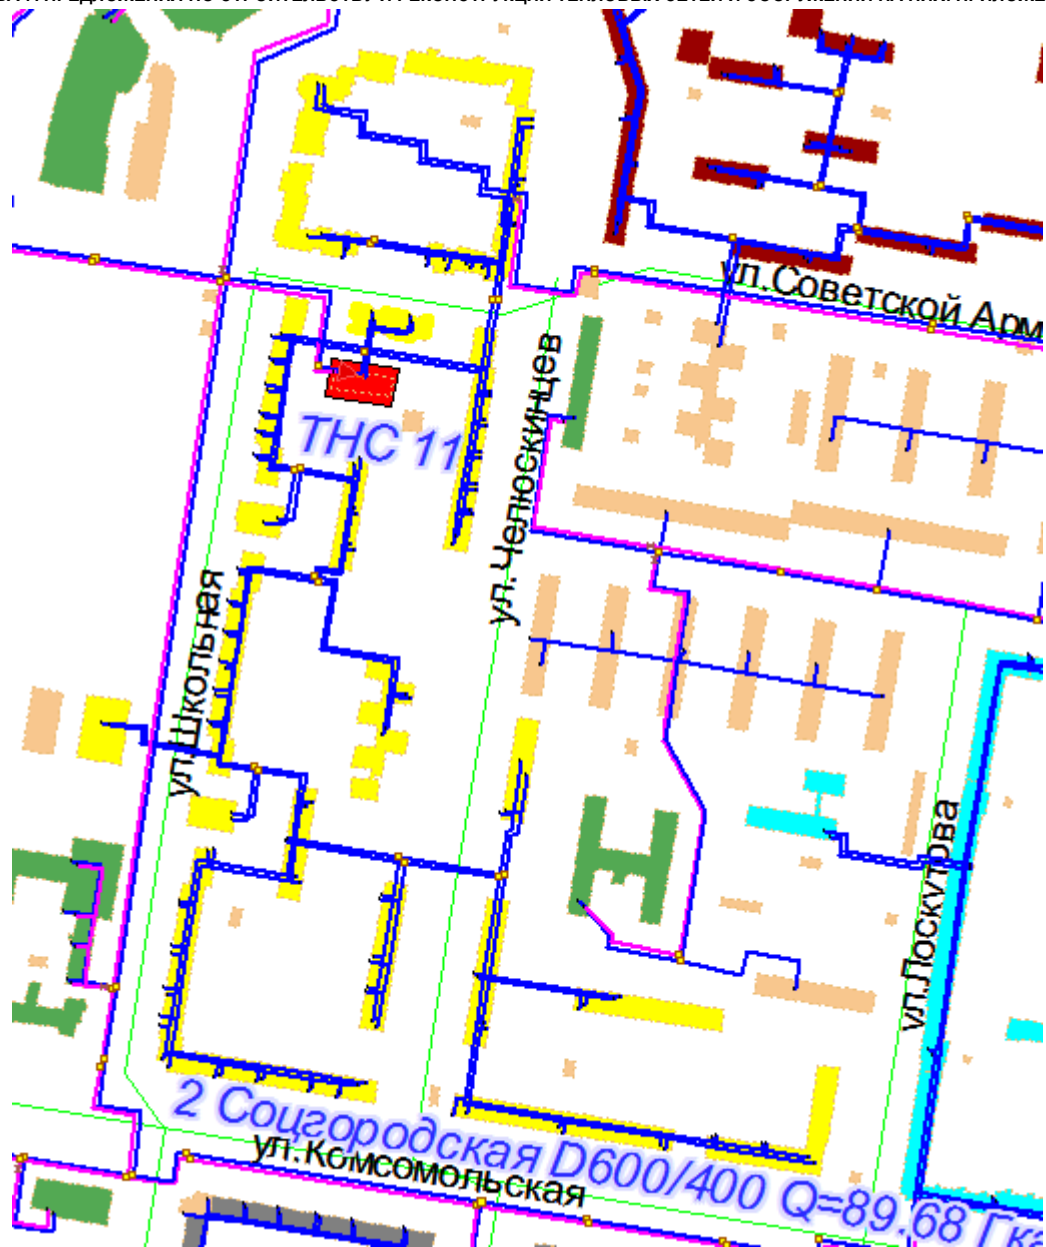 ул.Советской Арм
ул.Челюскинцев
ТНС 11
ул.Школьная
ул.Лоскутова
2 Соцгородская D600/400 Q=89.68 Гка
ул.Комсомольская